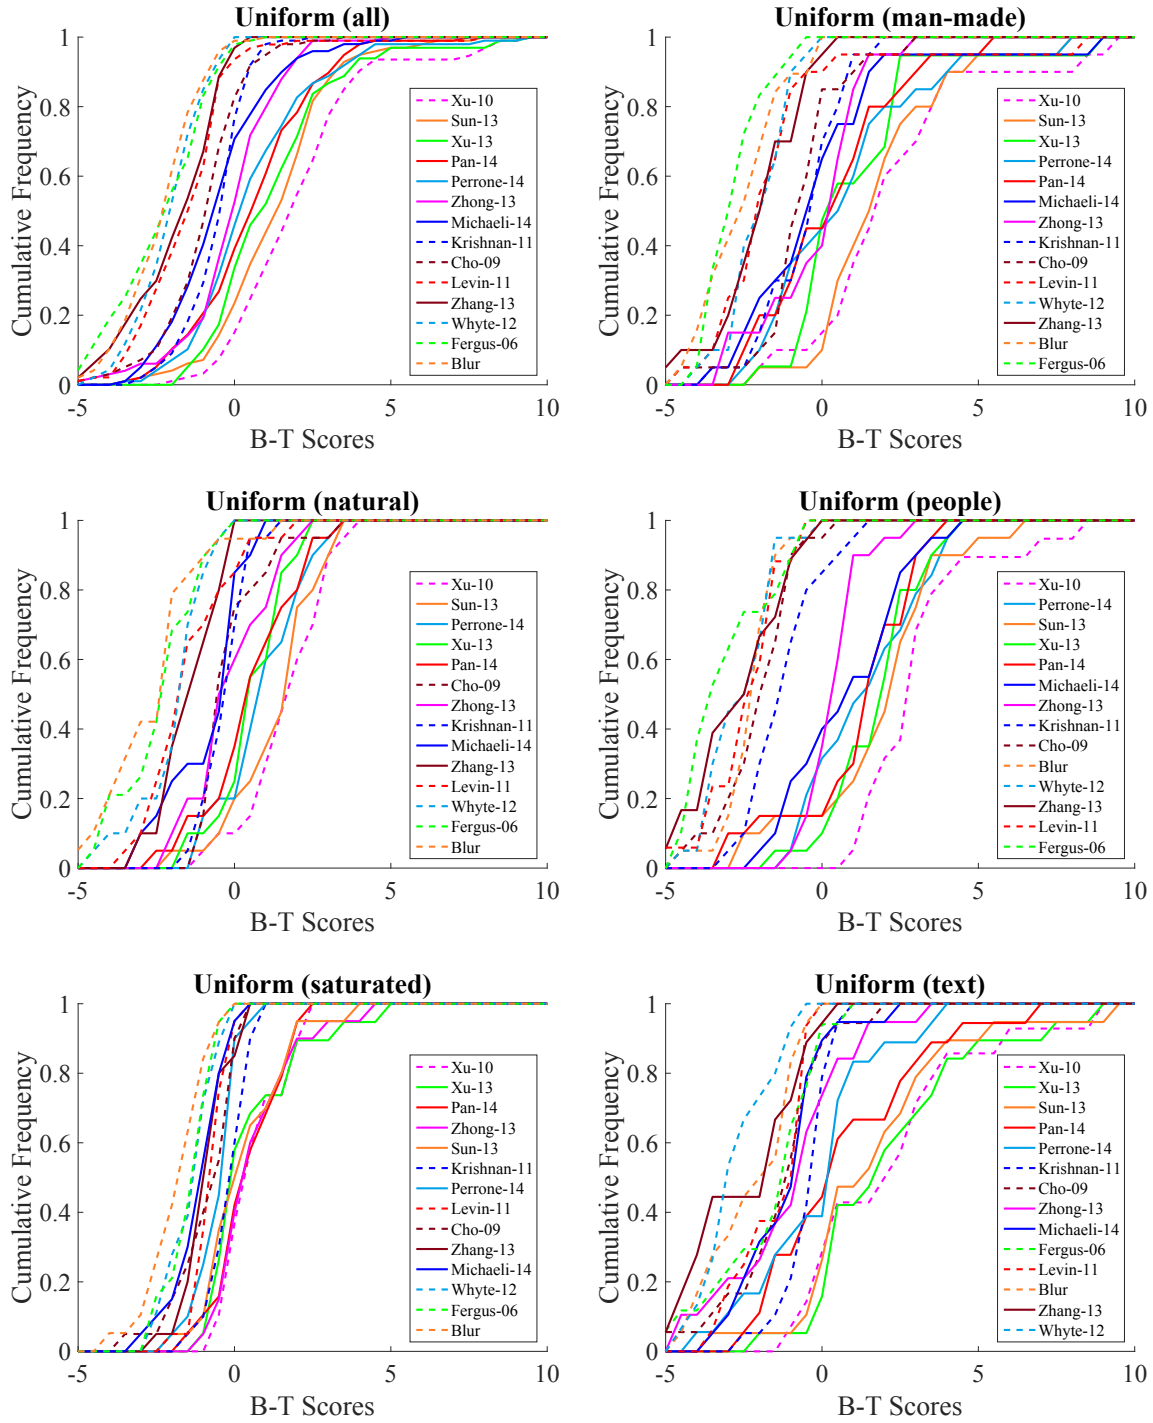 Uniform (all)
Cumulative Frequency
1
0.8
0.6
0.4
0.2
0
-5
0
5
10
B-T Scores
Xu-10
Sun-13
Xu-13
Pan-14
Perrone-14
Zhong-13
Michaeli-14
Krishnan-11
Cho-09
Levin-11
Zhang-13
Whyte-12
Fergus-06
Blur
Uniform (man-made)
Cumulative Frequency
1
0.8
0.6
0.4
0.2
0
-5
0
5
10
B-T Scores
Xu-10
Sun-13
Xu-13
Perrone-14
Pan-14
Michaeli-14
Zhong-13
Krishnan-11
Cho-09
Levin-11
Whyte-12
Zhang-13
Blur
Fergus-06
Uniform (natural)
Cumulative Frequency
1
0.8
0.6
0.4
0.2
0
-5
0
5
10
B-T Scores
Xu-10
Sun-13
Perrone-14
Xu-13
Pan-14
Cho-09
Zhong-13
Krishnan-11
Michaeli-14
Zhang-13
Levin-11
Whyte-12
Fergus-06
Blur
Uniform (people)
Cumulative Frequency
1
0.8
0.6
0.4
0.2
0
-5
0
5
10
B-T Scores
Xu-10
Perrone-14
Sun-13
Xu-13
Pan-14
Michaeli-14
Zhong-13
Krishnan-11
Cho-09
Blur
Whyte-12
Zhang-13
Levin-11
Fergus-06
Uniform (saturated)
Cumulative Frequency
1
0.8
0.6
0.4
0.2
0
-5
0
5
10
B-T Scores
Xu-10
Xu-13
Pan-14
Zhong-13
Sun-13
Krishnan-11
Perrone-14
Levin-11
Cho-09
Zhang-13
Michaeli-14
Whyte-12
Fergus-06
Blur
Uniform (text)
Cumulative Frequency
1
0.8
0.6
0.4
0.2
0
-5
0
5
10
B-T Scores
Xu-10
Xu-13
Sun-13
Pan-14
Perrone-14
Krishnan-11
Cho-09
Zhong-13
Michaeli-14
Fergus-06
Levin-11
Blur
Zhang-13
Whyte-12